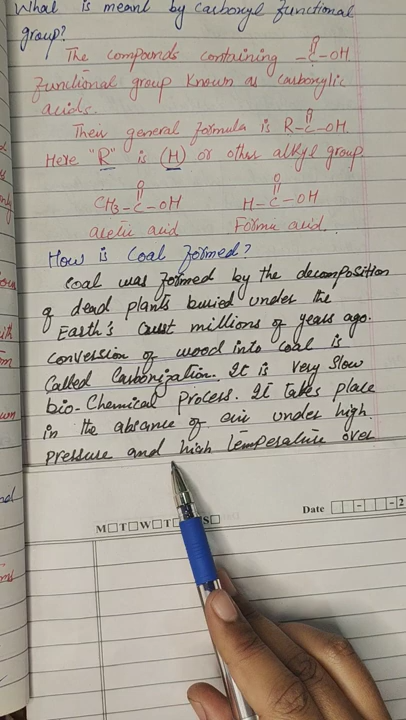 What is meant by carboxyl functional
group?
The compounds containing -C-OH
O
functional group known as carboxylic
acids.
Their general formula is R-C-OH.
O
Here "R" is (H) or other alkyl group.
O
CH3-C-OH
O
H-C-OH
acetic acid
Formic acid.
How is Coal Formed?
Coal was formed by the decomposition
of dead plants buried under the
Earth's Crust millions of years ago.
conversion of wood into coal is
Called Carbonization. It is very slow
bio-Chemical process. It takes place
in the absance of air under high
pressure and high temperature over
Date
M T W T S